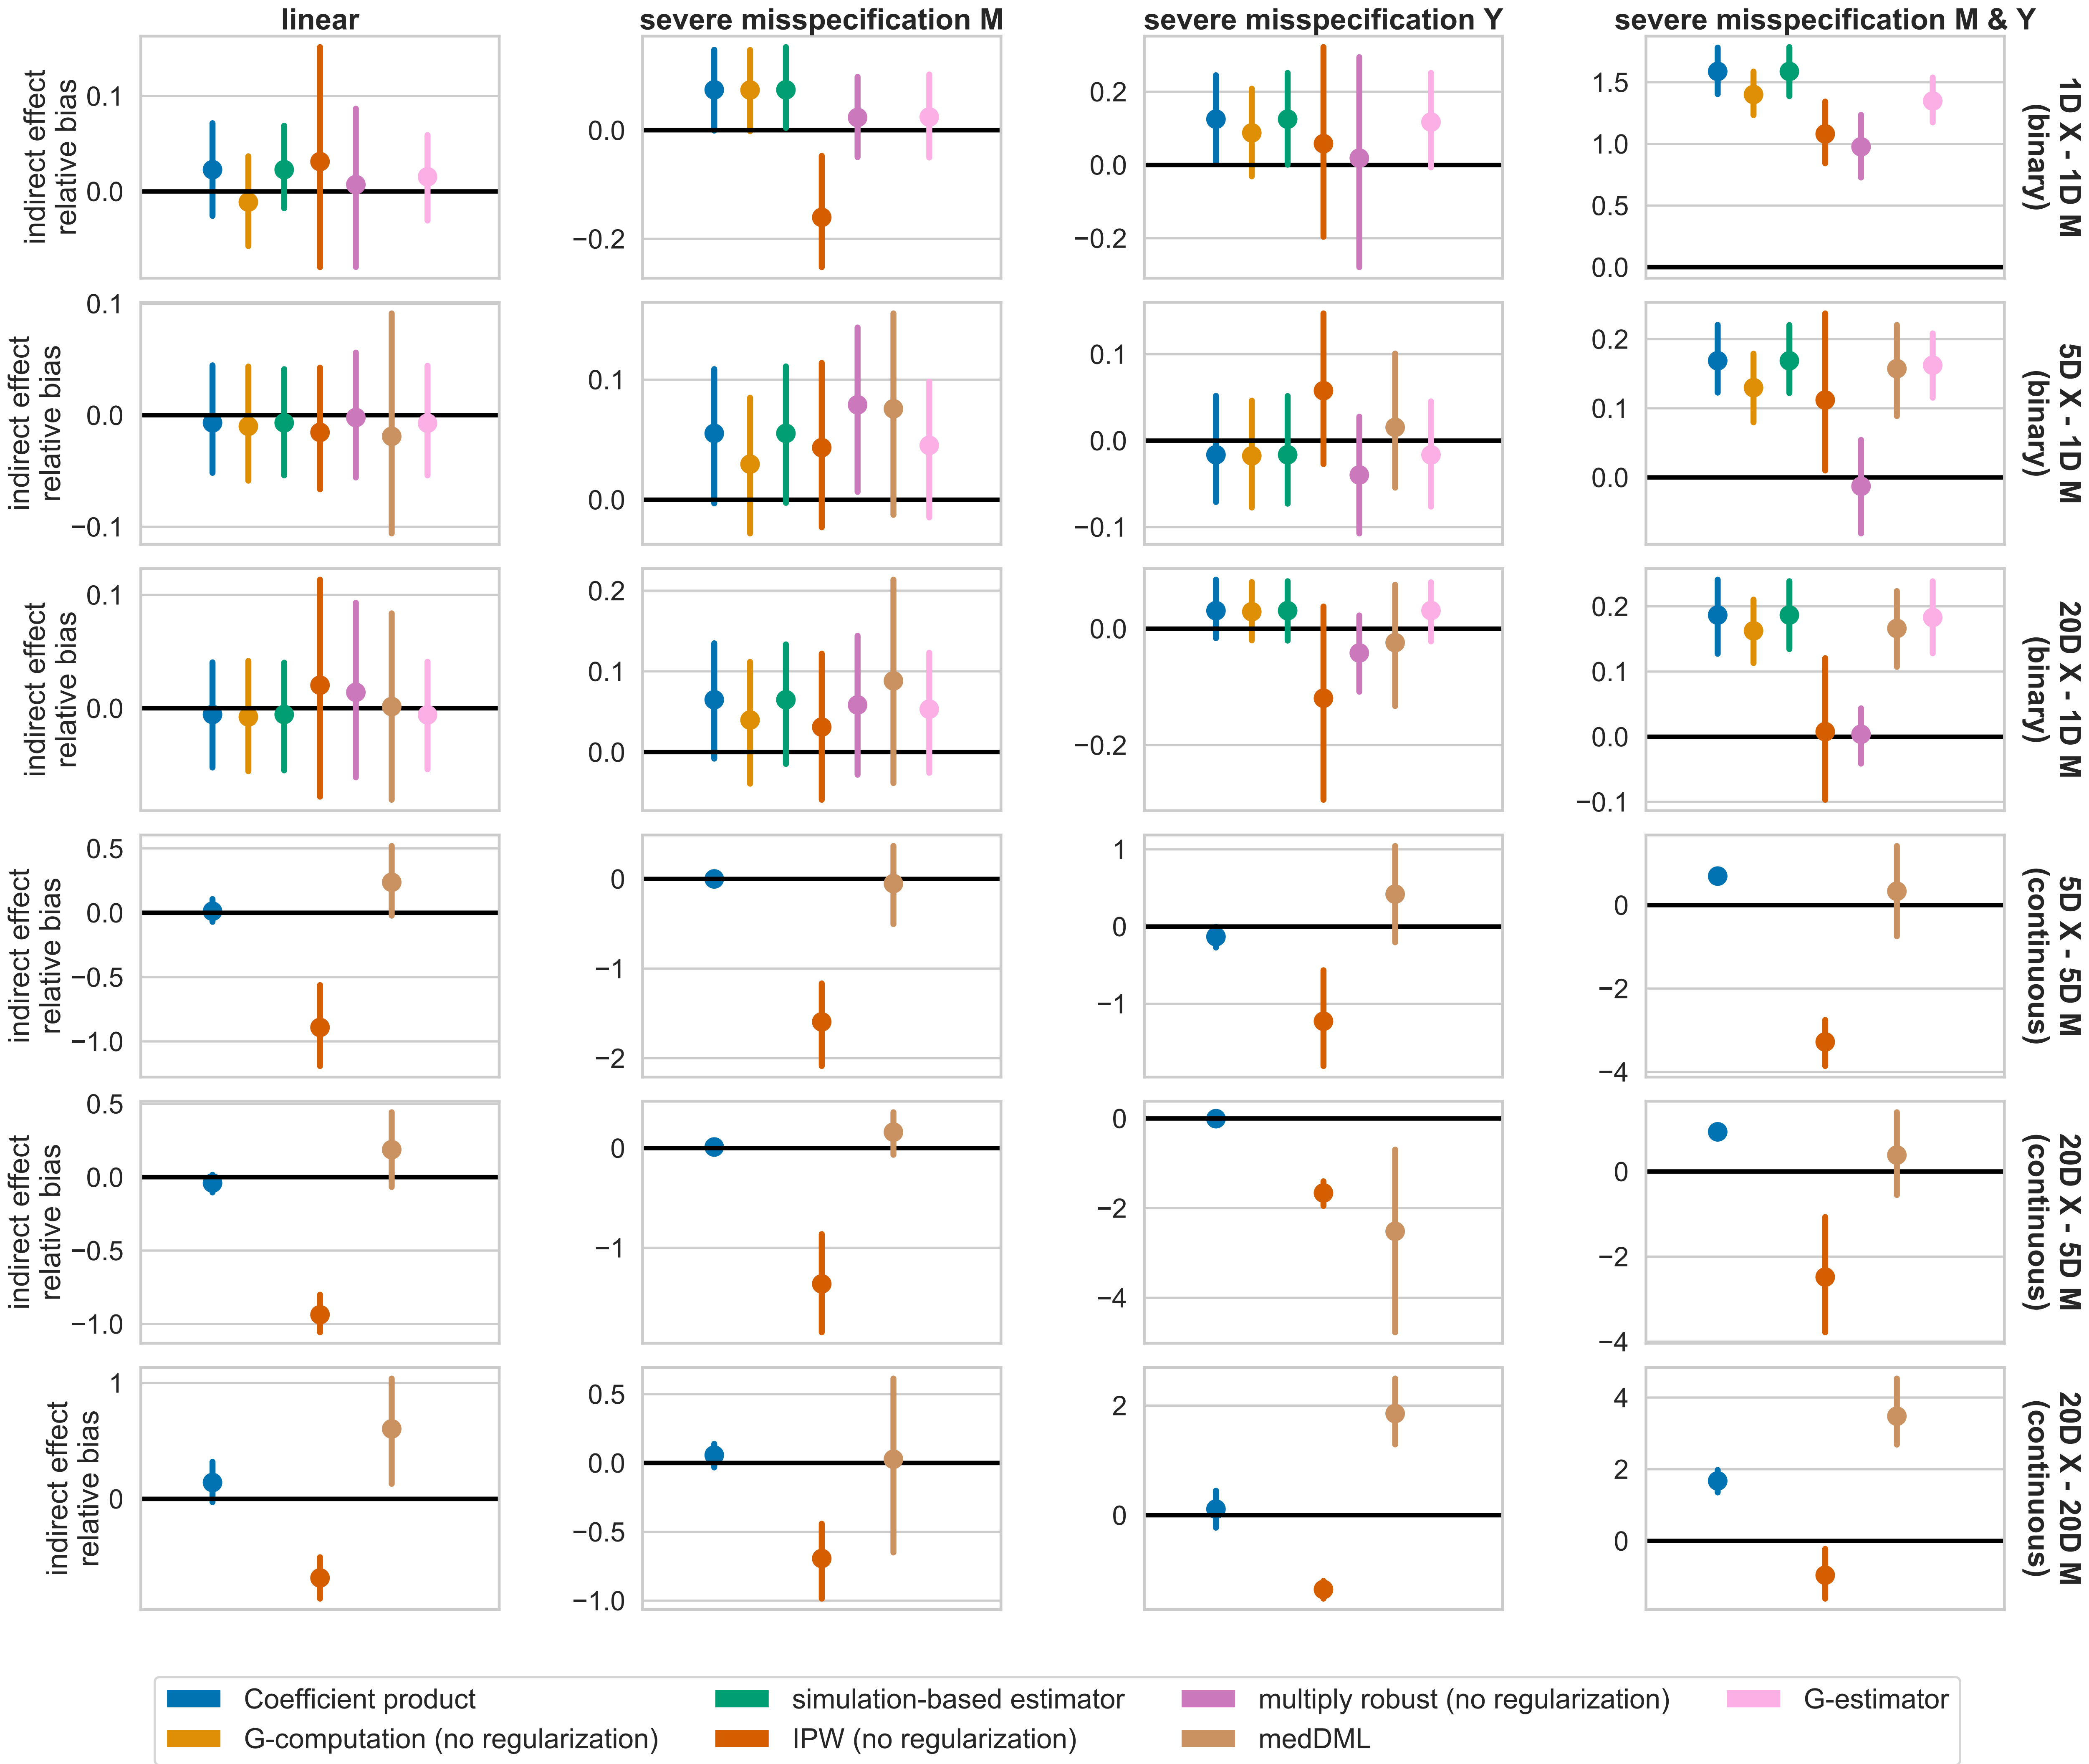 linear
severe misspecification M
severe misspecification Y
severe misspecification M & Y
indirect effect
relative bias
0.1
0.0
0.0
−0.2
0.2
0.0
−0.2
1.5
1.0
0.5
0.0
1D X - 1D M
(binary)
indirect effect
relative bias
0.1
0.0
−0.1
0.1
0.0
0.1
0.0
−0.1
0.2
0.1
0.0
5D X - 1D M
(binary)
indirect effect
relative bias
0.1
0.0
0.2
0.1
0.0
0.0
−0.2
0.2
0.1
0.0
−0.1
20D X - 1D M
(binary)
indirect effect
relative bias
0.5
0.0
−0.5
−1.0
0
−1
−2
1
0
−1
0
−2
−4
5D X - 5D M
(continuous)
indirect effect
relative bias
0.5
0.0
−0.5
−1.0
0
−1
0
−2
−4
0
−2
−4
20D X - 5D M
(continuous)
indirect effect
relative bias
1
0
0.5
0.0
−0.5
−1.0
2
0
4
2
0
20D X - 20D M
(continuous)
Coefficient product
G-computation (no regularization)
simulation-based estimator
IPW (no regularization)
multiply robust (no regularization)
medDML
G-estimator